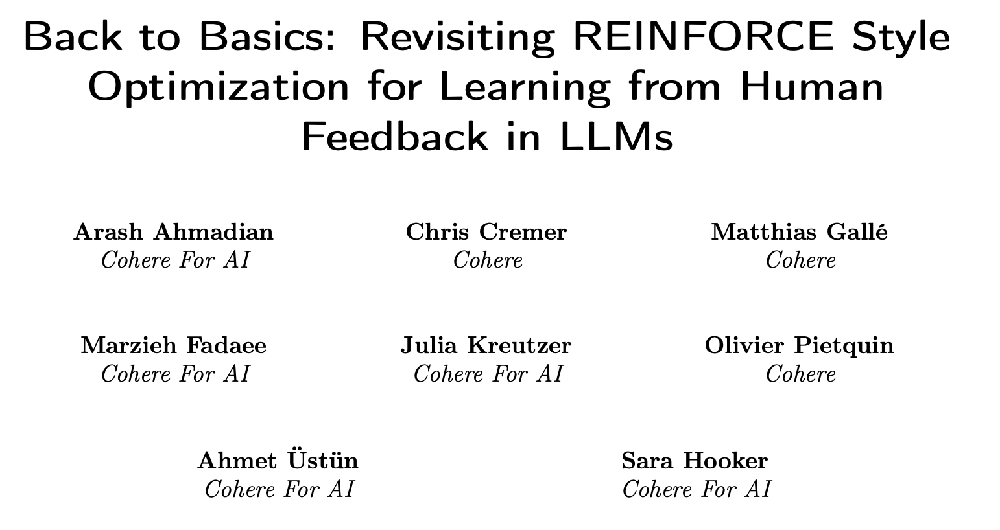 Back to Basics: Revisiting REINFORCE Style
Optimization for Learning from Human
Feedback in LLMs
Arash Ahmadian
Cohere For AI
Chris Cremer
Cohere
Matthias Gallé
Cohere
Marzieh Fadaee
Cohere For AI
Julia Kreutzer
Cohere For AI
Olivier Pietquin
Cohere
Ahmet Üstün
Cohere For AI
Sara Hooker
Cohere For AI